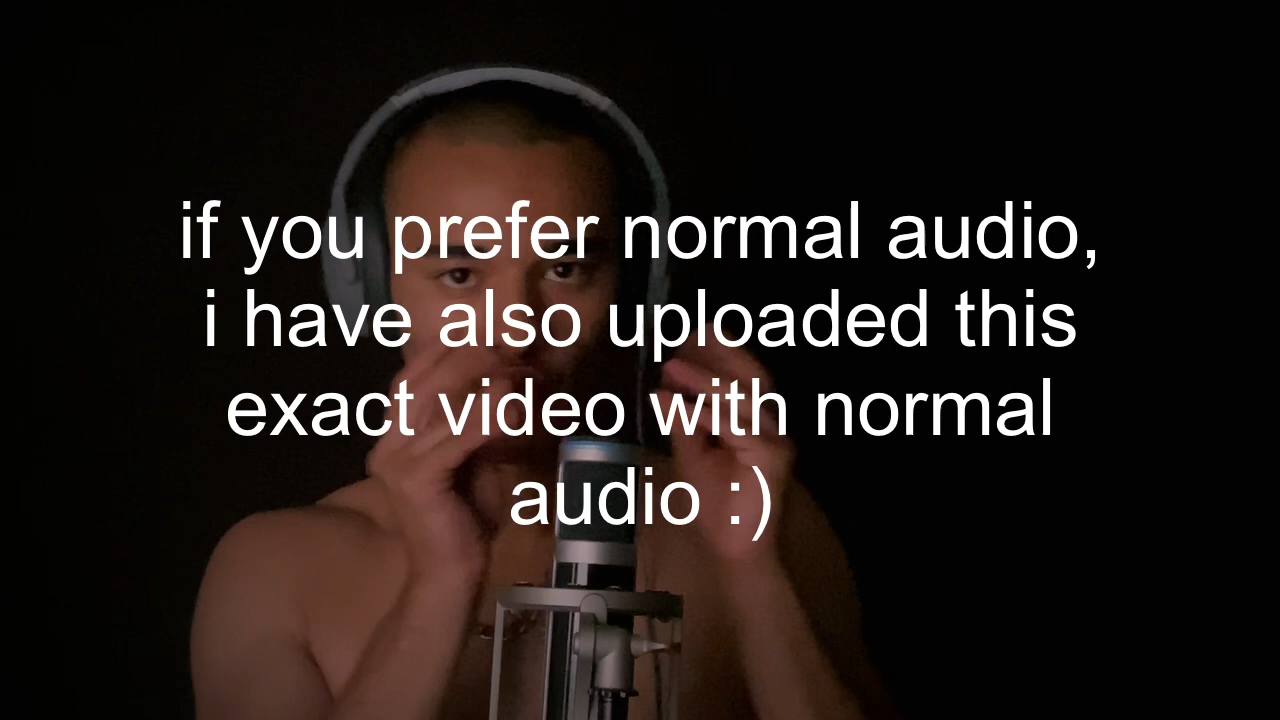 if you prefer normal audio,
i have also uploaded this
exact video with normal
audio :)